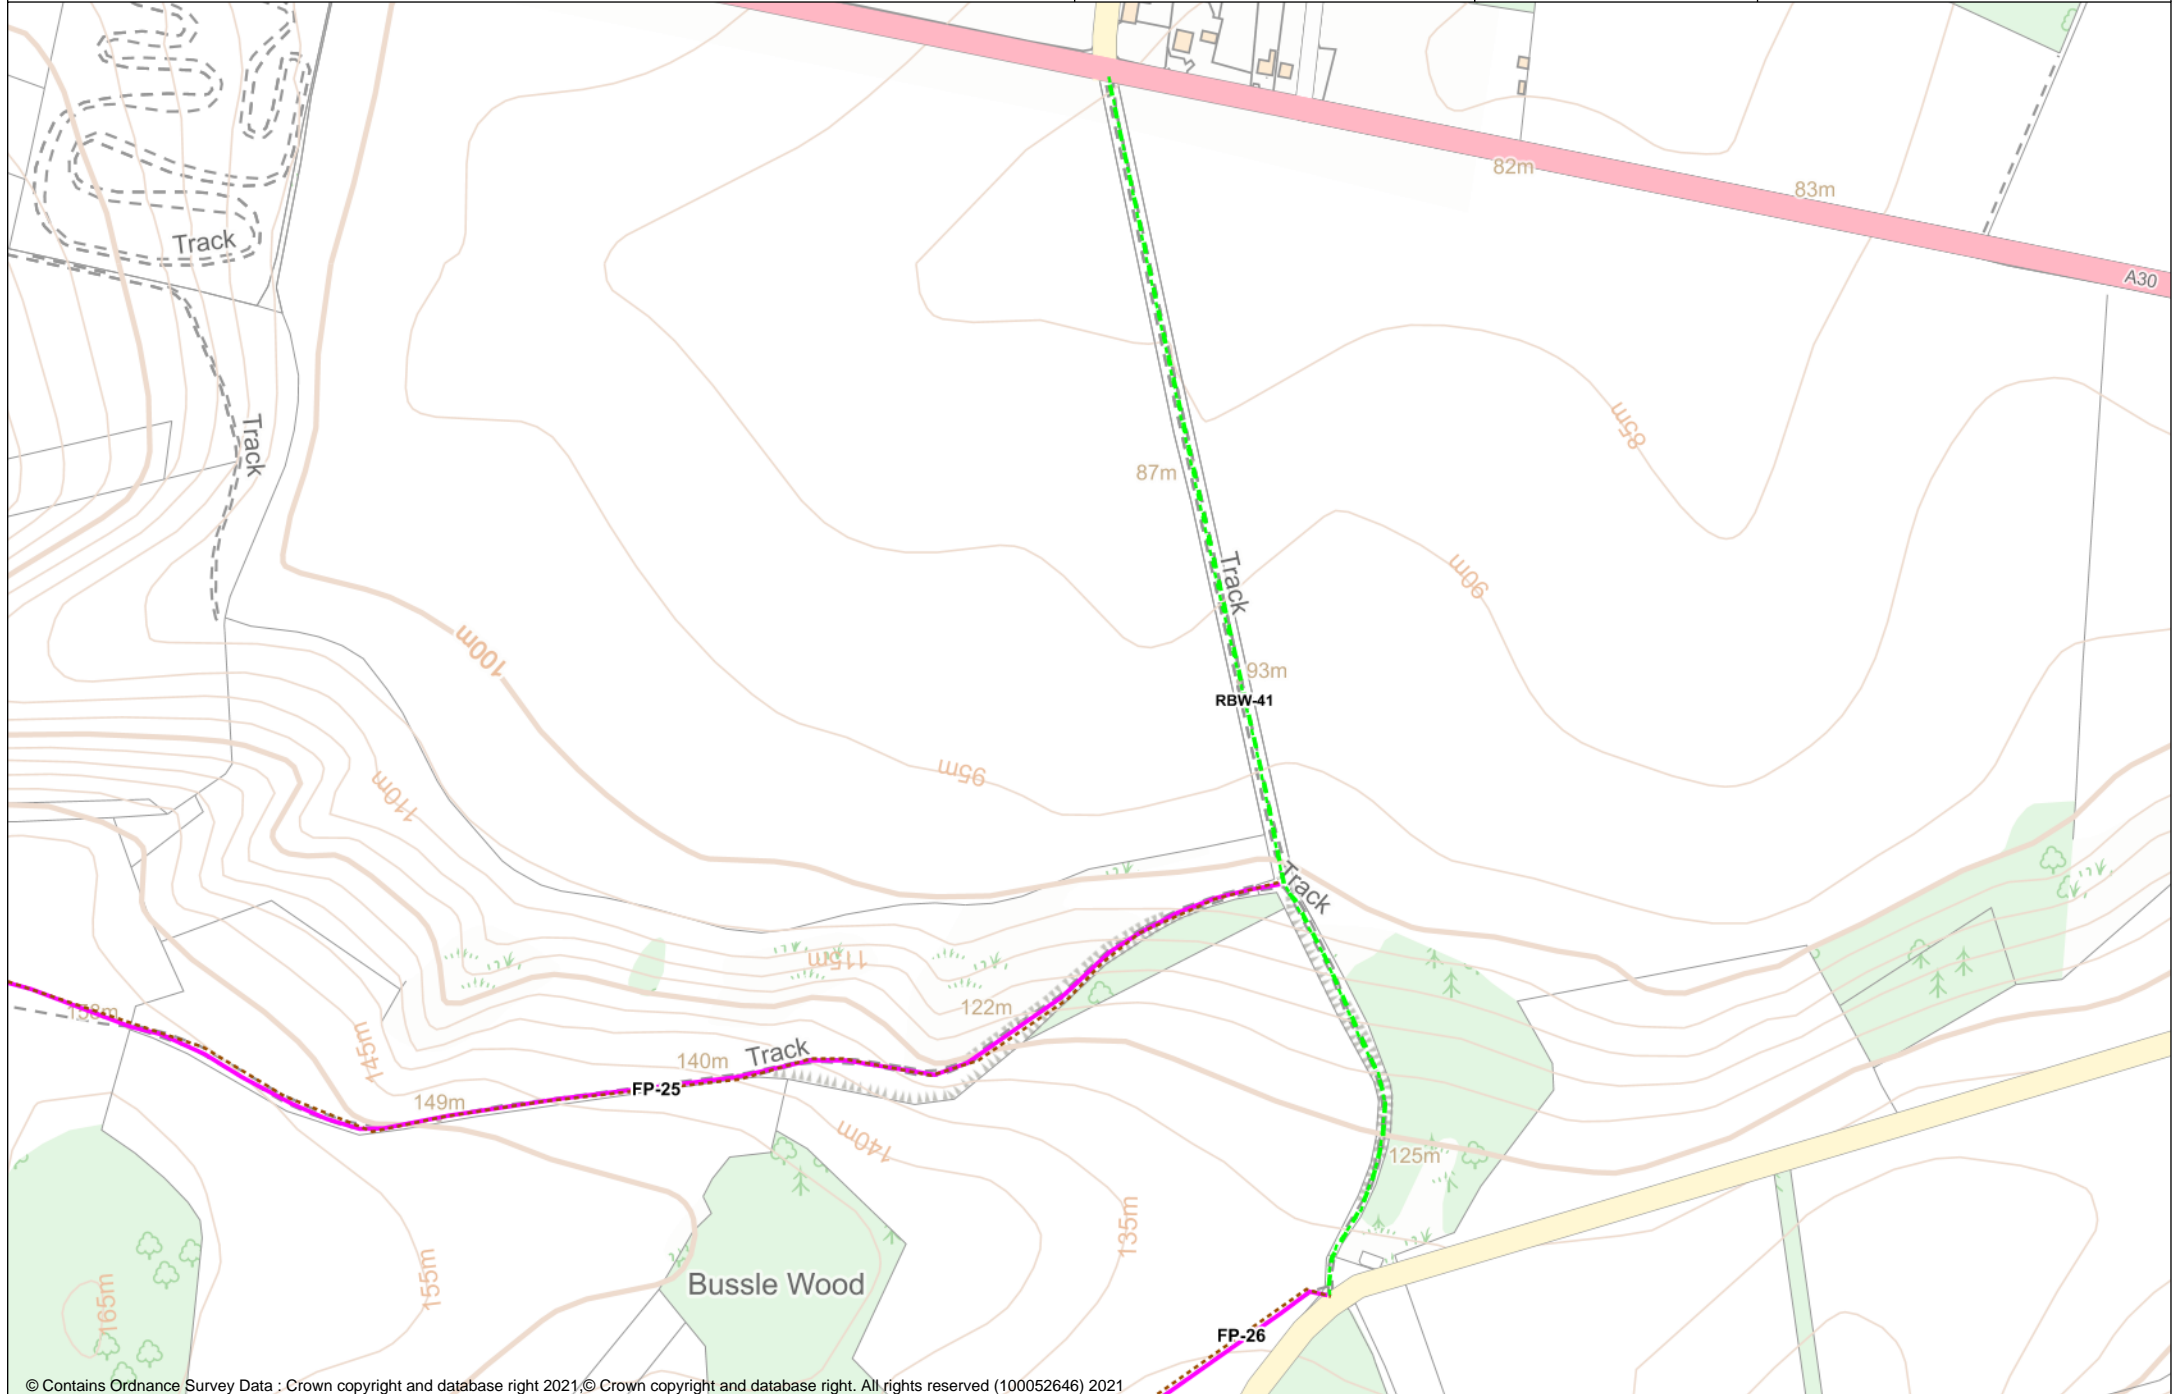 82m
83m
A30
Track
Track
85m
87m
Track
90m
100m
93m
RBW-41
95m
110m
Track
115m
122m
158m
145m
140m
Track
FP-25
149m
140m
125m
135m
155m
165m
Bussle Wood
FP-26
© Contains Ordnance Survey Data : Crown copyright and database right 2021,© Crown copyright and database right. All rights reserved (100052646) 2021